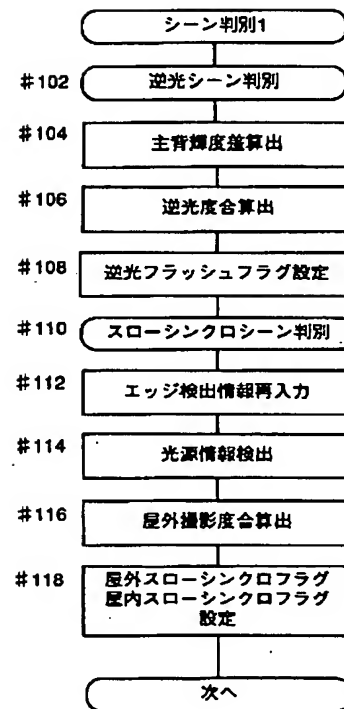 シーン判別1
#102 逆光シーン判別
#104 主背輝度差算出
#106 逆光度合算出
#108 逆光フラッシュフラグ設定
#110 スローシンクロシーン判別
#112 エッジ検出情報再入力
#114 光源情報検出
#116 屋外撮影度合算出
#118 屋外スローシンクロフラグ
屋内スローシンクロフラグ
設定
次へ